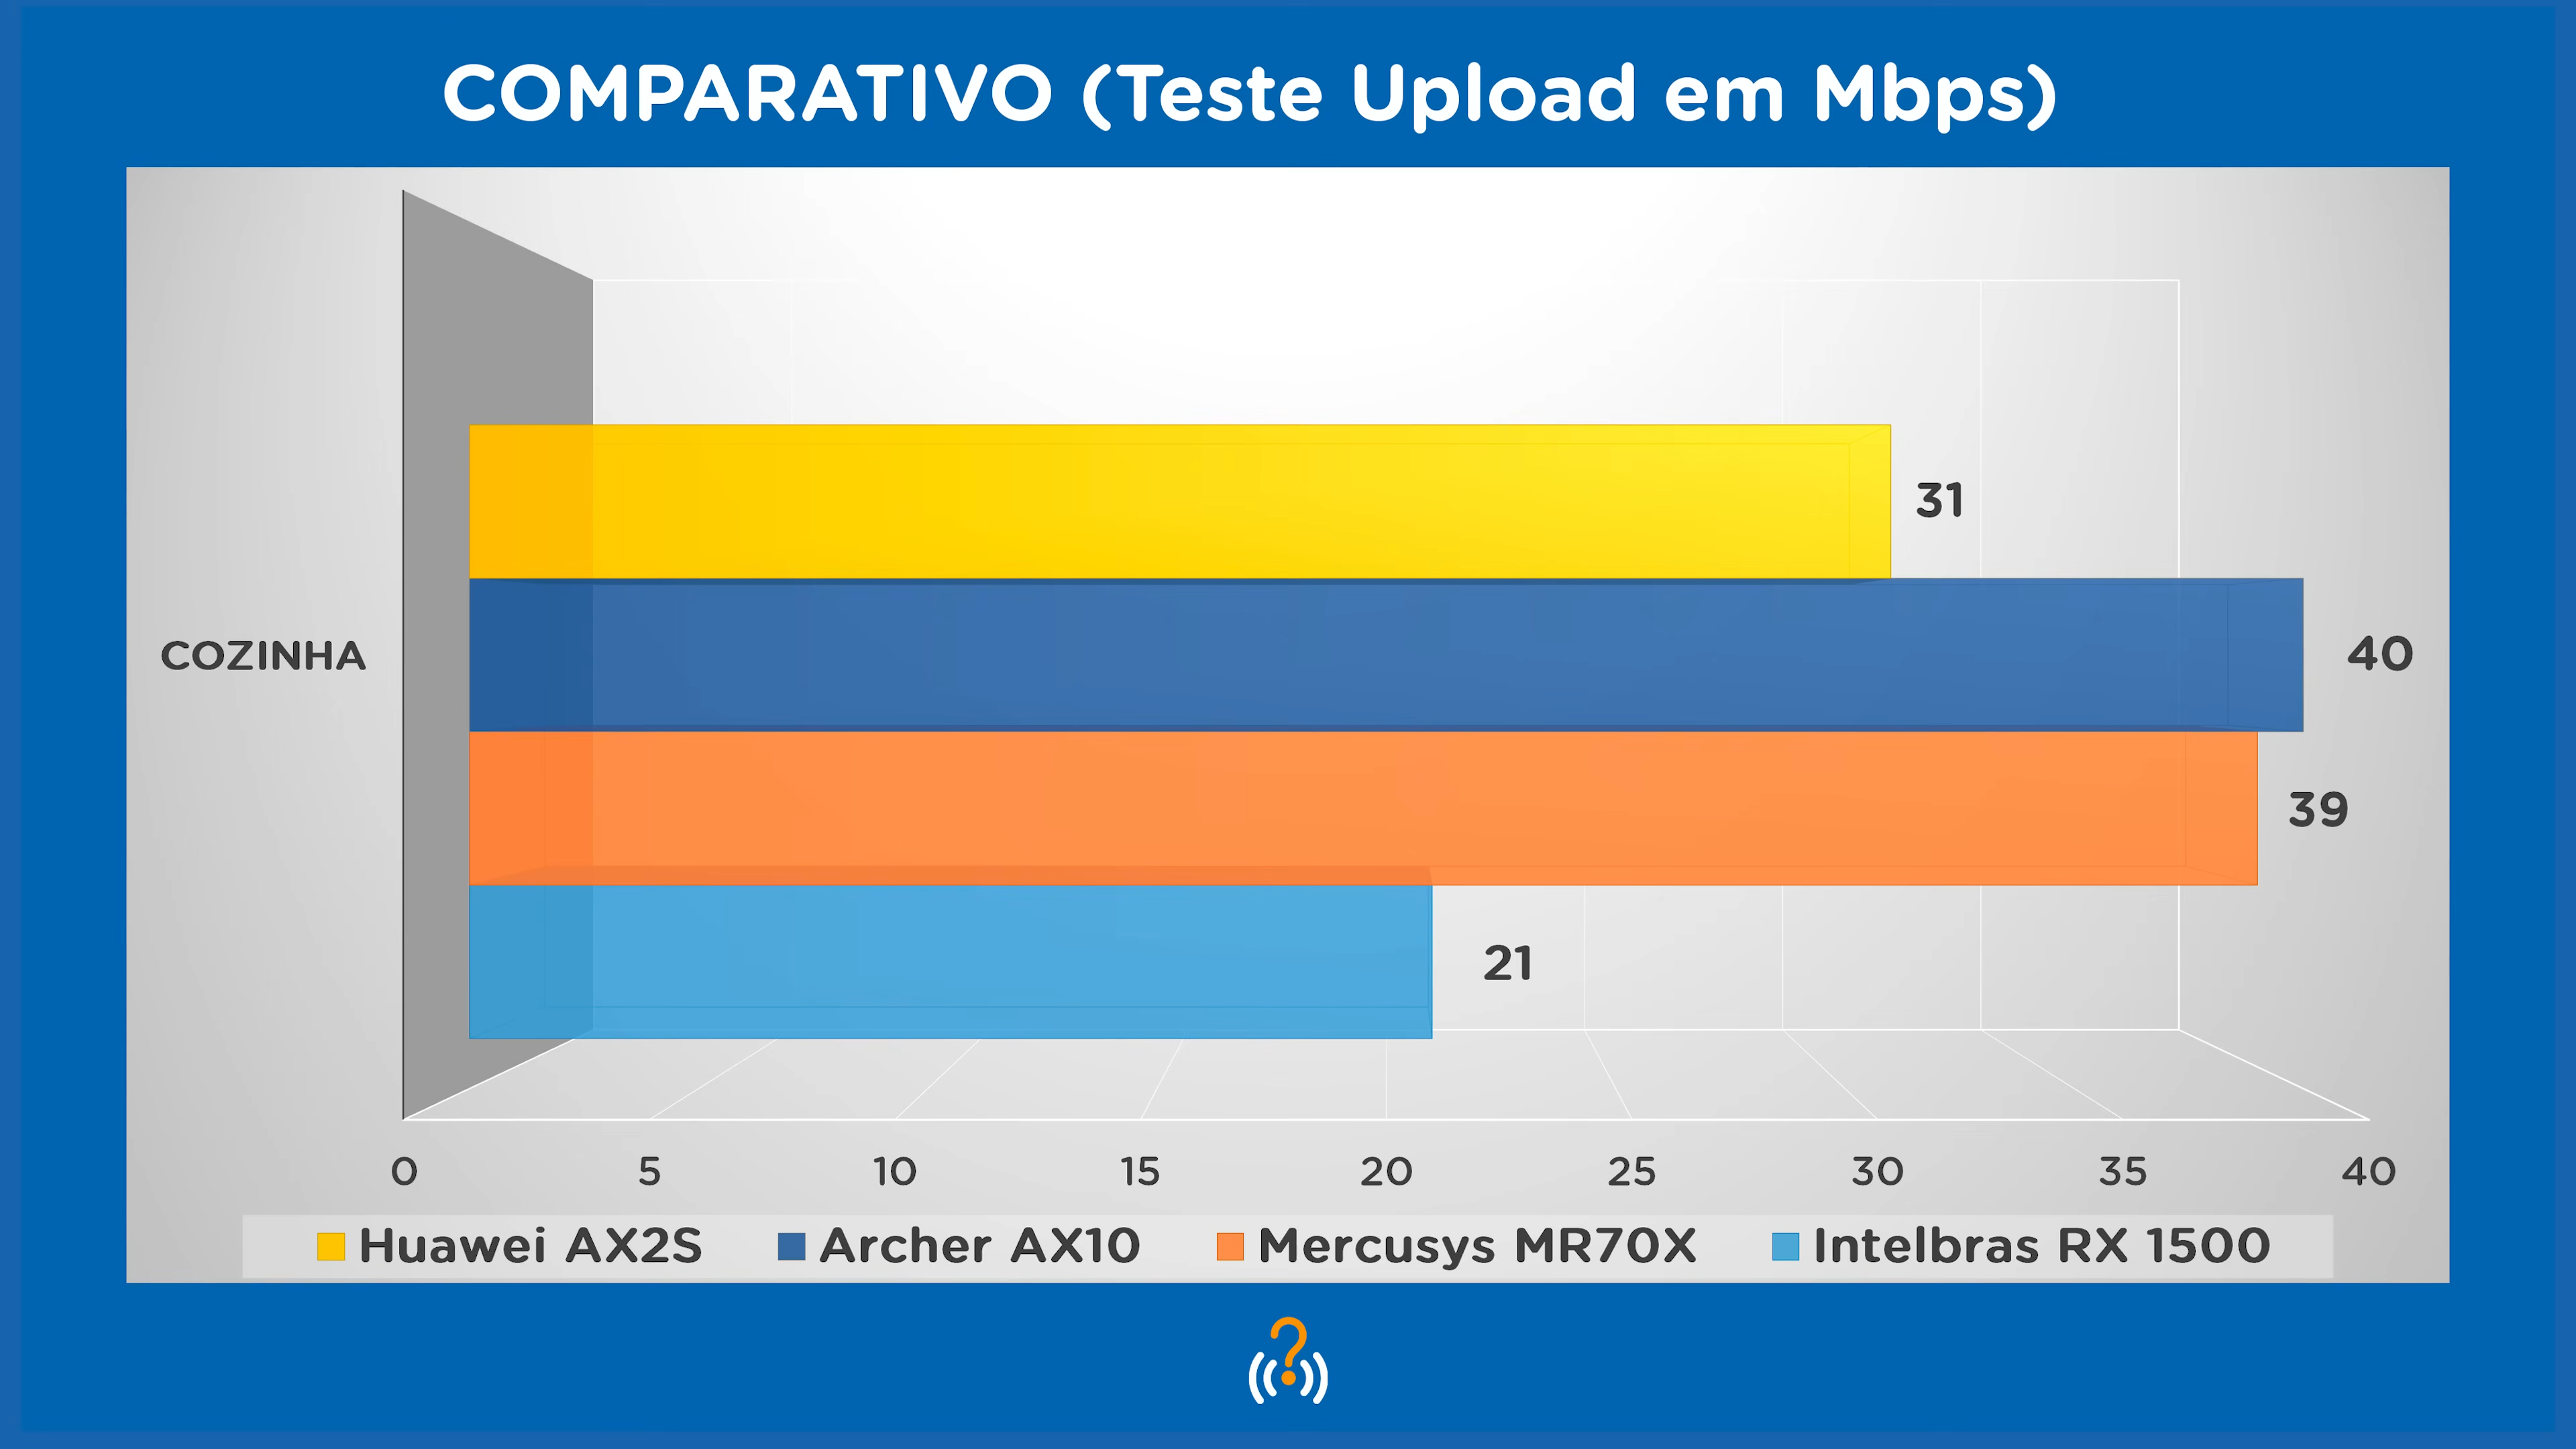 COMPARATIVO (Teste Upload em Mbps)
31
COZINHA
40
39
21
0 5 10 15 20 25 30 35 40
Huawei AX2S Archer AX10 Mercusys MR70X Intelbras RX 1500